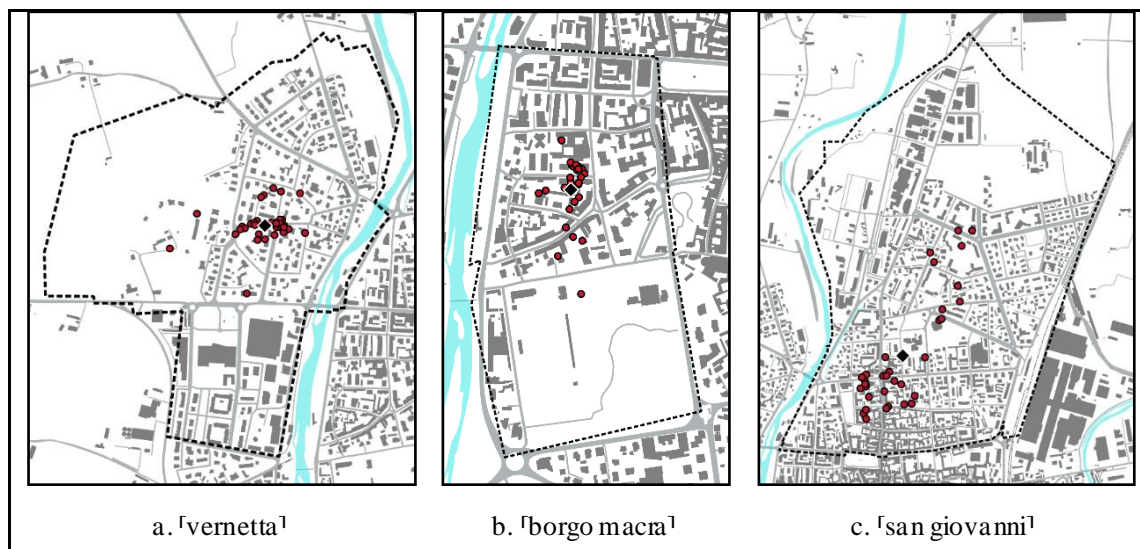 a. ⸢vernetta⸣
b. ⸢borgo macra⸣
c. ⸢san giovanni⸣